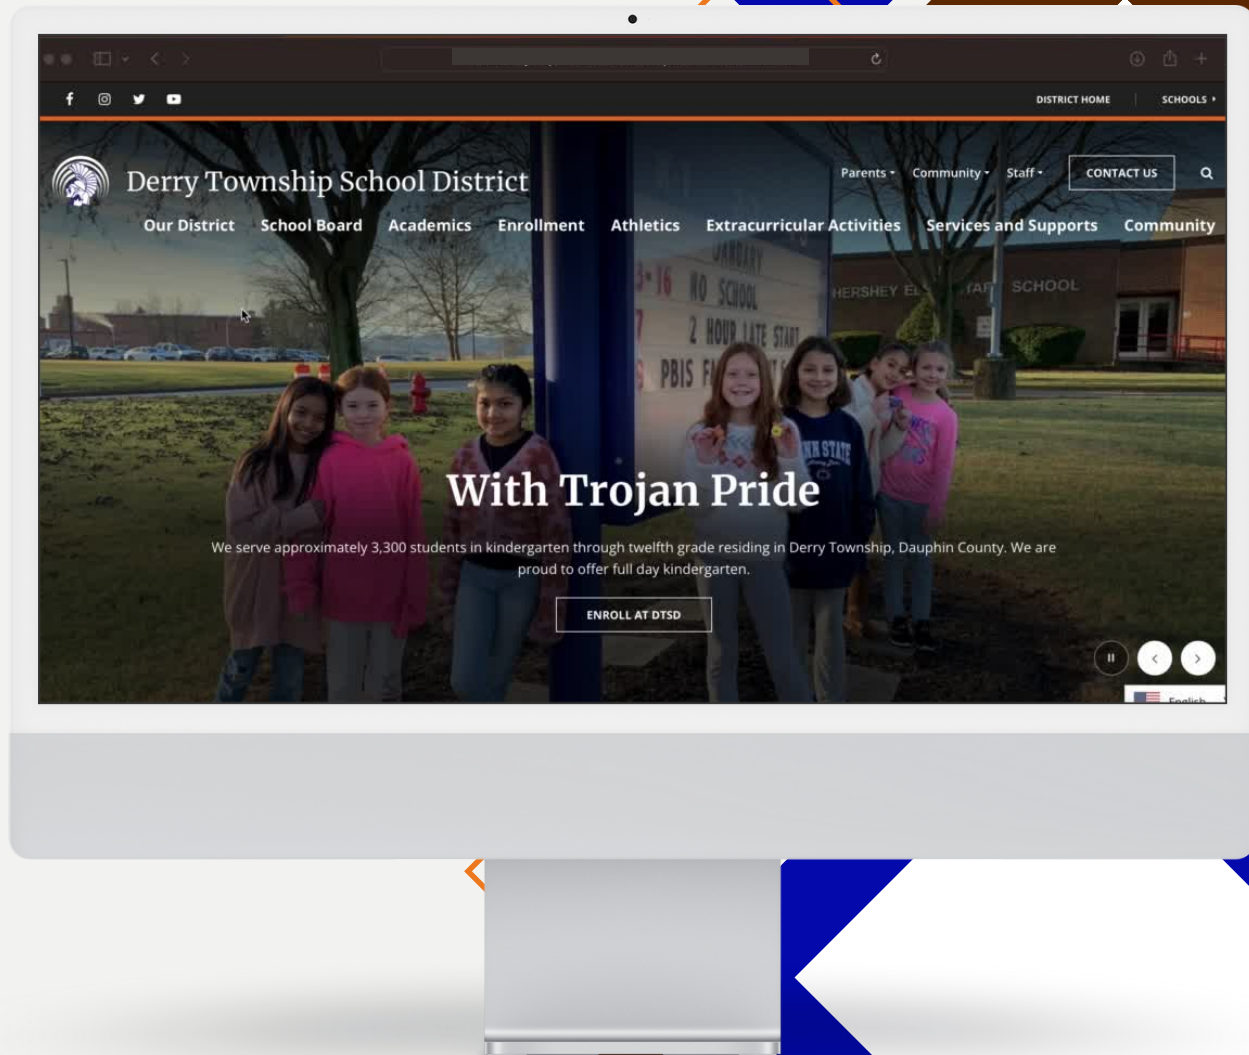 DISTRICT HOME
SCHOOLS
Derry Township School District
Parents
Community
Staff
CONTACT US
Our District
School Board
Academics
Enrollment
Athletics
Extracurricular Activities
Services and Supports
Community
JANUARY
NO SCHOOL
2 HOUR LATE START
PBIS
HERSHEY
SCHOOL
With Trojan Pride
We serve approximately 3,300 students in kindergarten through twelfth grade residing in Derry Township, Dauphin County. We are
proud to offer full day kindergarten.
ENROLL AT DTSD
English